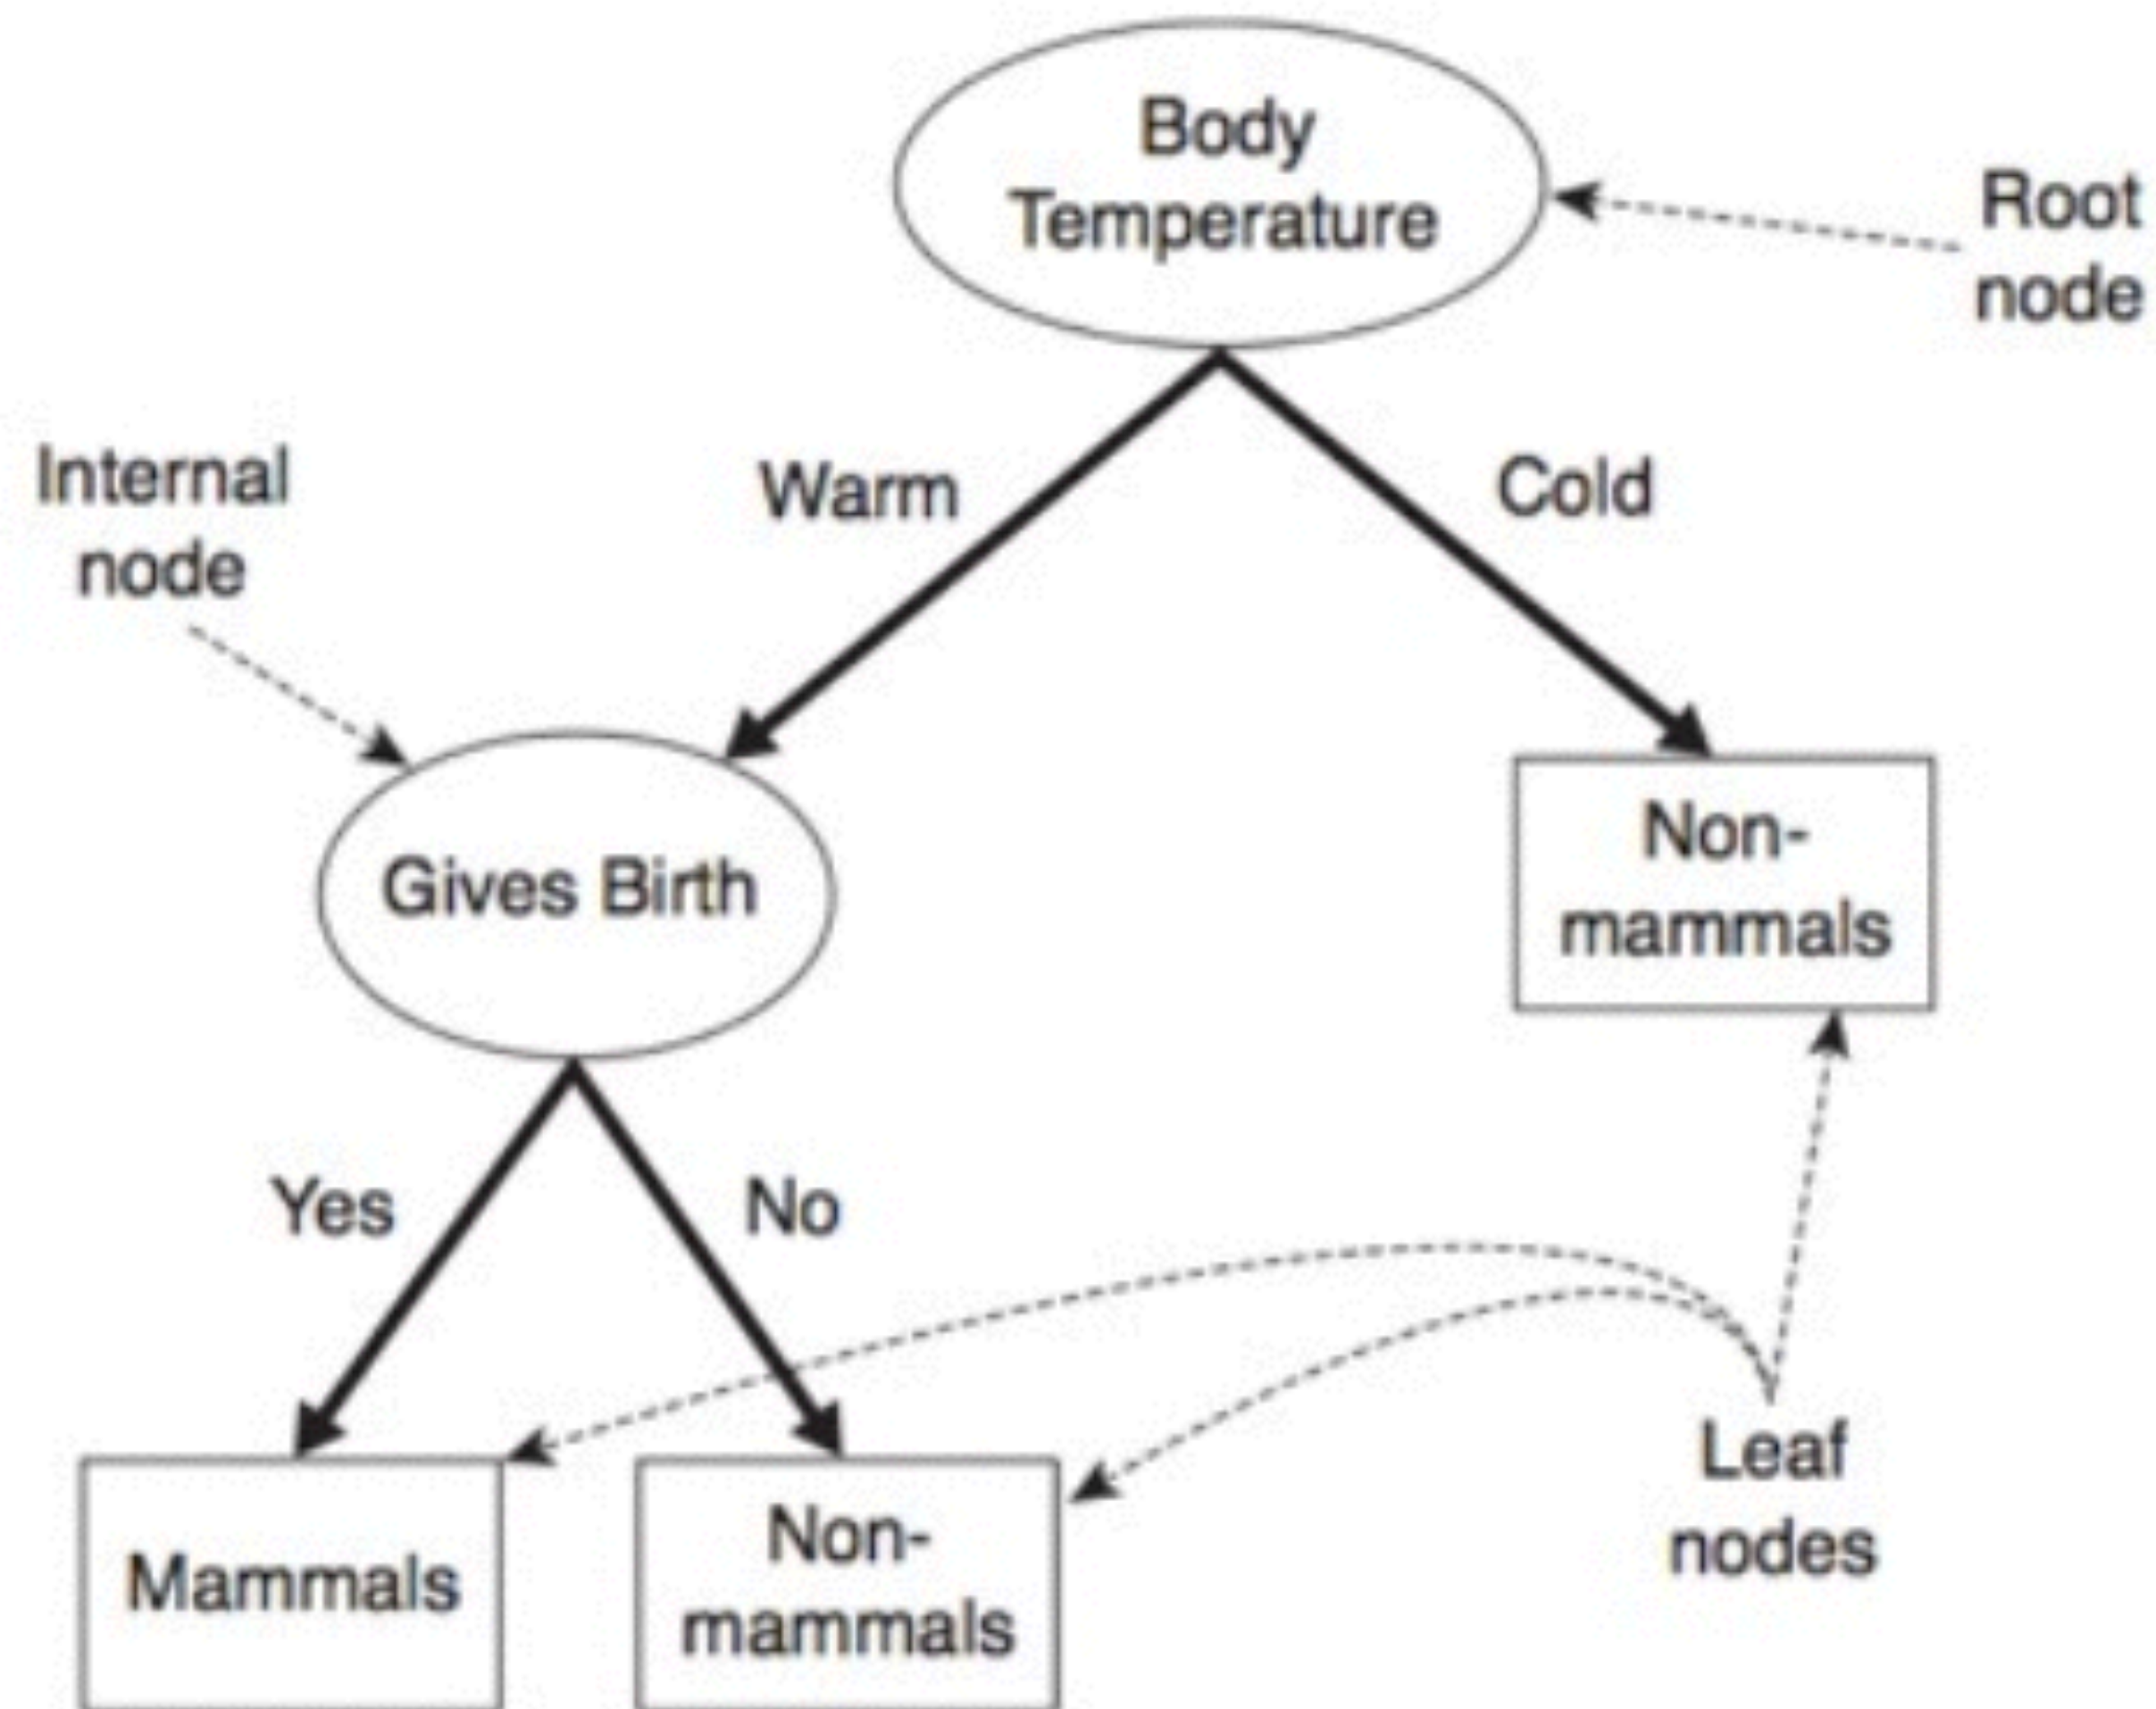 Body
Temperature
Root
node
Internal
node
Warm
Cold
Gives Birth
Non-
mammals
Yes
No
Mammals
Non-
mammals
Leaf
nodes